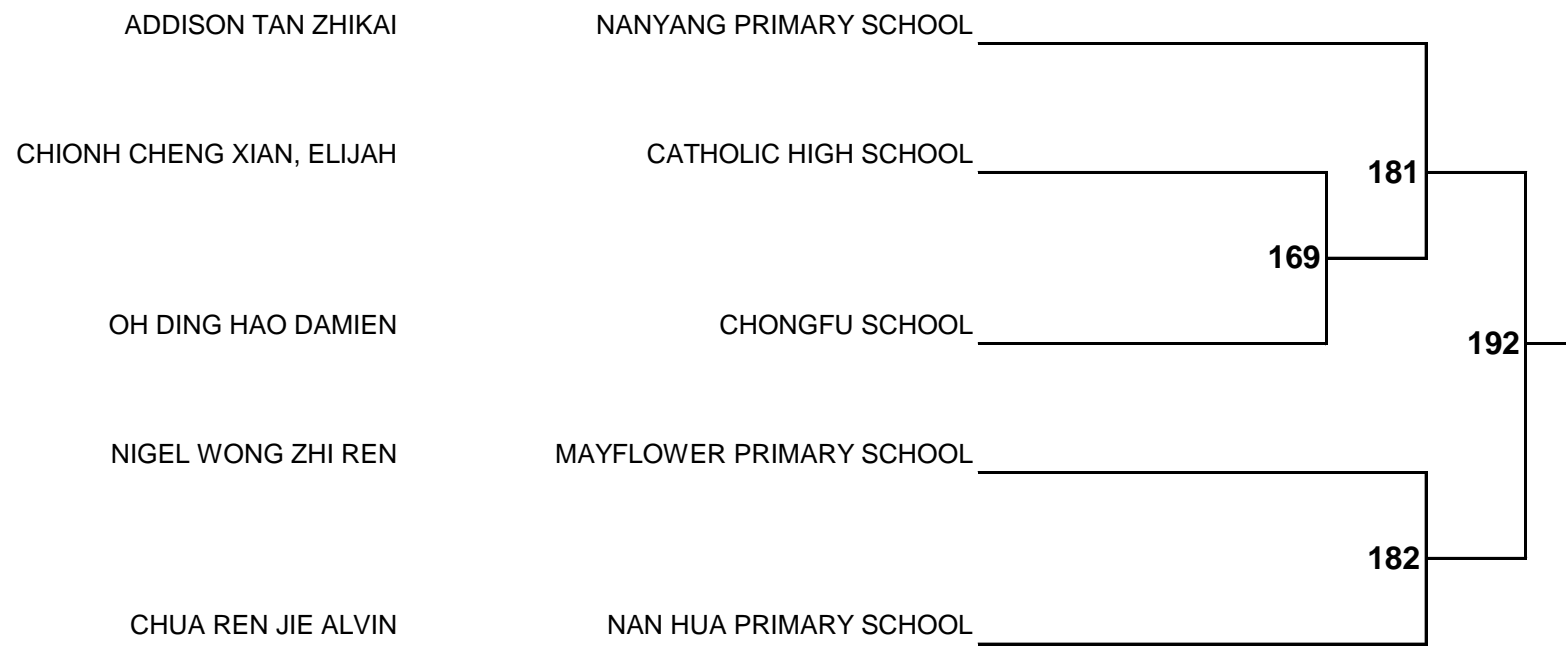 ADDISON TAN ZHIKAI NANYANG PRIMARY SCHOOL
CHIONH CHENG XIAN, ELIJAH CATHOLIC HIGH SCHOOL 181
169
OH DING HAO DAMIEN CHONGFU SCHOOL 192
NIGEL WONG ZHI REN MAYFLOWER PRIMARY SCHOOL
182
CHUA REN JIE ALVIN NAN HUA PRIMARY SCHOOL